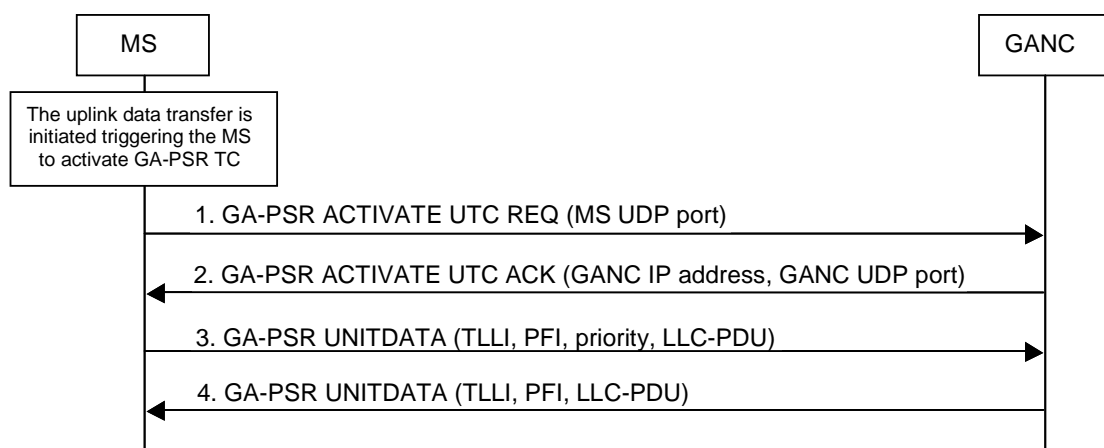 MS
GANC
The uplink data transfer is
initiated triggering the MS
to activate GA-PSR TC
1. GA-PSR ACTIVATE UTC REQ (MS UDP port)
2. GA-PSR ACTIVATE UTC ACK (GANC IP address, GANC UDP port)
3. GA-PSR UNITDATA (TLLI, PFI, priority, LLC-PDU)
4. GA-PSR UNITDATA (TLLI, PFI, LLC-PDU)